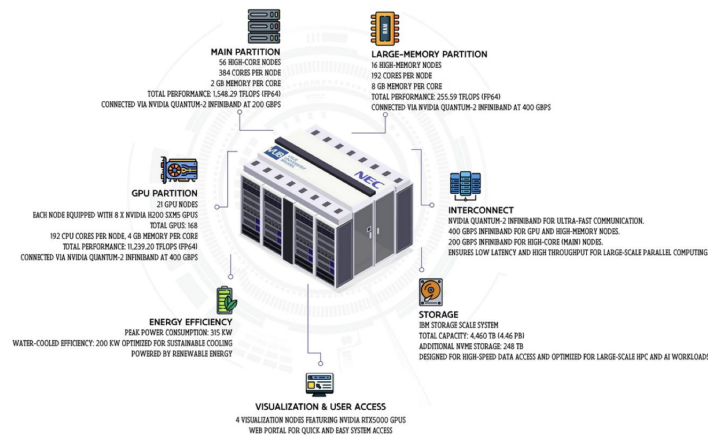 MAIN PARTITION
56 HIGH-CORE NODES
384 CORES PER NODE
2 GB MEMORY PER CORE
TOTAL PERFORMANCE: 1,548.29 TFLOPS (FP64)
CONNECTED VIA NVIDIA QUANTUM-2 INFINIBAND AT 200 GBPS
RAM
LARGE-MEMORY PARTITION
16 HIGH-MEMORY NODES
192 CORES PER NODE
8 GB MEMORY PER CORE
TOTAL PERFORMANCE: 255.59 TFLOPS (FP64)
CONNECTED VIA NVIDIA QUANTUM-2 INFINIBAND AT 400 GBPS
NEC
GPU PARTITION
21 GPU NODES
EACH NODE EQUIPPED WITH 8 X NVIDIA H200 SXM5 GPUS
TOTAL GPUS: 168
192 CPU CORES PER NODE, 4 GB MEMORY PER CORE
TOTAL PERFORMANCE: 11,239.20 TFLOPS (FP64)
CONNECTED VIA NVIDIA QUANTUM-2 INFINIBAND AT 400 GBPS
INTERCONNECT
NVIDIA QUANTUM-2 INFINIBAND FOR ULTRA-FAST COMMUNICATION.
400 GBPS INFINIBAND FOR GPU AND HIGH-MEMORY NODES.
200 GBPS INFINIBAND FOR HIGH-CORE (MAIN) NODES.
ENSURES LOW LATENCY AND HIGH THROUGHPUT FOR LARGE-SCALE PARALLEL COMPUTING
ENERGY EFFICIENCY
PEAK POWER CONSUMPTION: 315 KW
WATER-COOLED EFFICIENCY: 200 KW OPTIMIZED FOR SUSTAINABLE COOLING
POWERED BY RENEWABLE ENERGY
STORAGE
IBM STORAGE SCALE SYSTEM
TOTAL CAPACITY: 4,460 TB (4.46 PB)
ADDITIONAL NVME STORAGE: 248 TB
DESIGNED FOR HIGH-SPEED DATA ACCESS AND OPTIMIZED FOR LARGE-SCALE HPC AND AI WORKLOADS
VISUALIZATION & USER ACCESS
4 VISUALIZATION NODES FEATURING NVIDIA RTX5000 GPUS
WEB PORTAL FOR QUICK AND EASY SYSTEM ACCESS